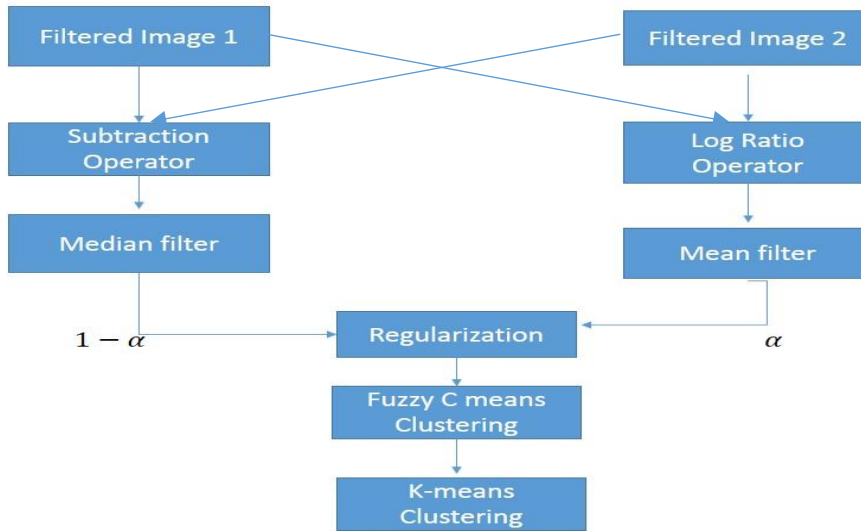 Filtered Image 1
Filtered Image 2
Subtraction
Operator
Log Ratio
Operator
Median filter
Mean filter
1 − α
Regularization
α
Fuzzy C means
Clustering
K-means
Clustering